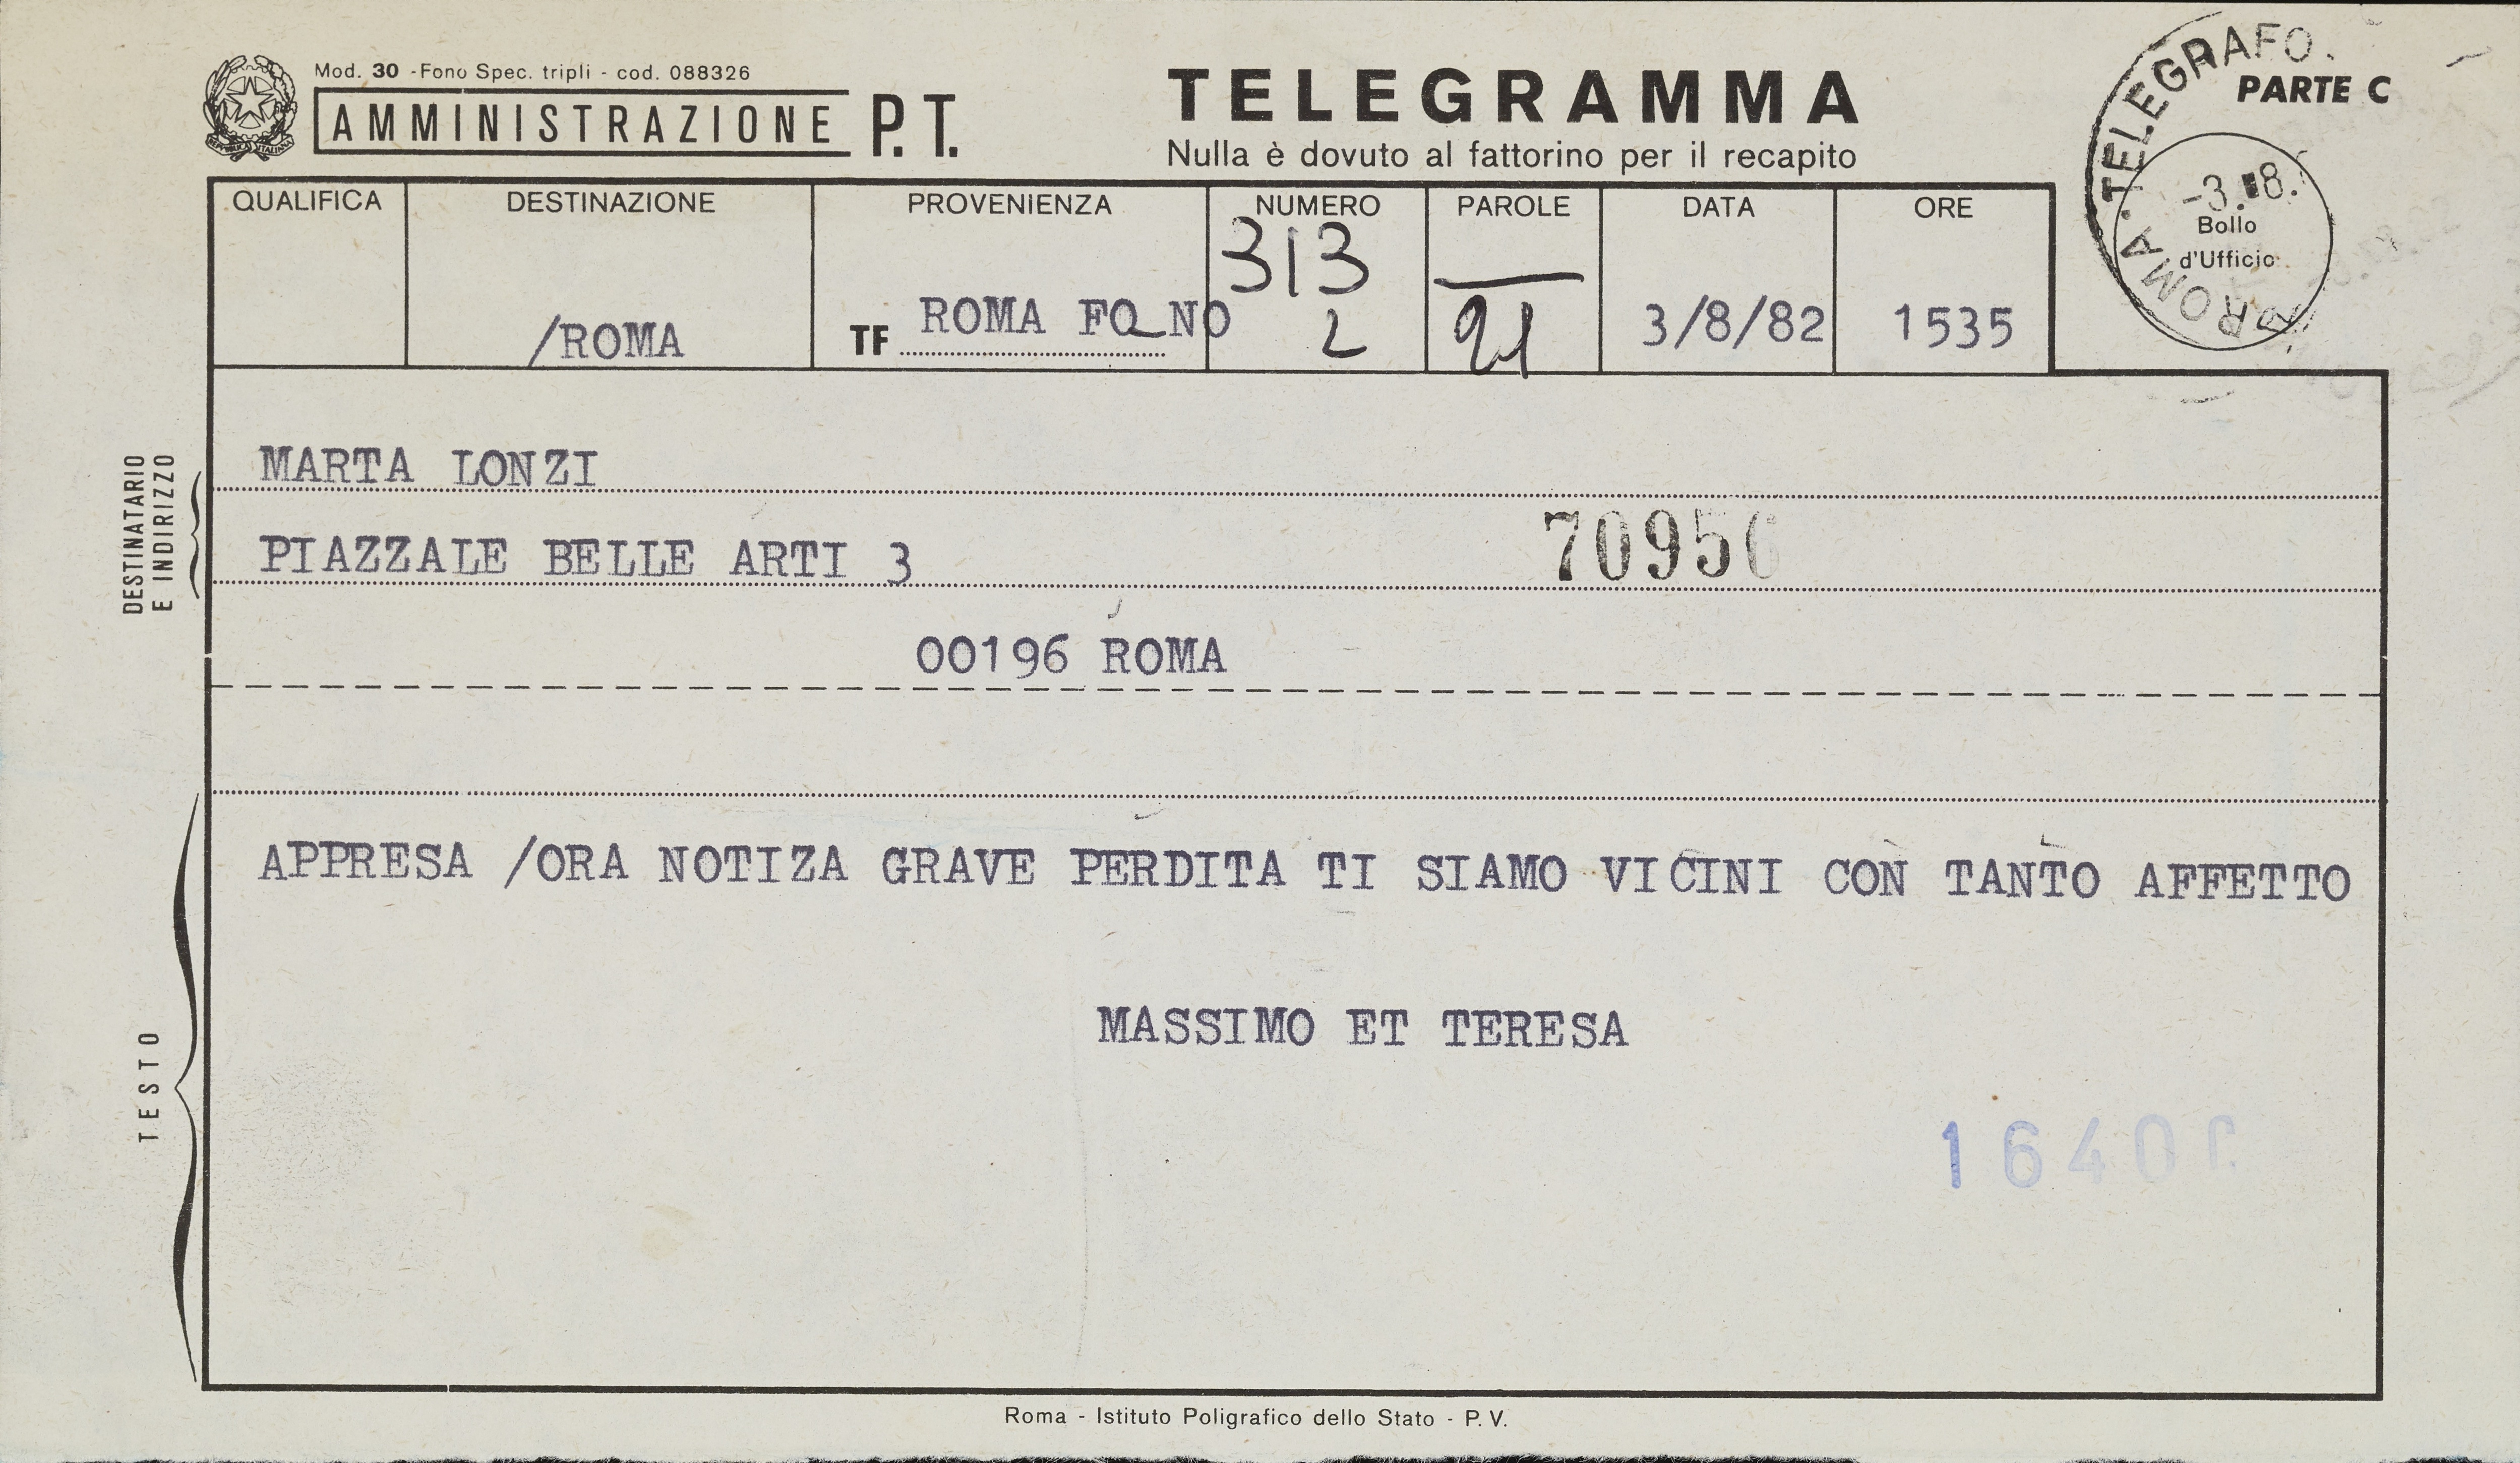 Mod. 30 -Fono Spec. tripli - cod. 088326
AMMINISTRAZIONE P.T.
TELEGRAMMA
Nulla è dovuto al fattorino per il recapito
PARTE C
ROMA • TELEGRAFO
-3. 8.
Bollo
d'Ufficio
QUALIFICA DESTINAZIONE PROVENIENZA NUMERO PAROLE DATA ORE
313
/ROMA TF ROMA FO NO 2 21 3/8/82 1535
DESTINATARIO
E INDIRIZZO
MARTA LONZI
PIAZZALE BELLE ARTI 3
70956
00196 ROMA
TESTO
APPRESA /ORA NOTIZA GRAVE PERDITA TI SIAMO VICINI CON TANTO AFFETTO
MASSIMO ET TERESA
Roma - Istituto Poligrafico dello Stato - P. V.